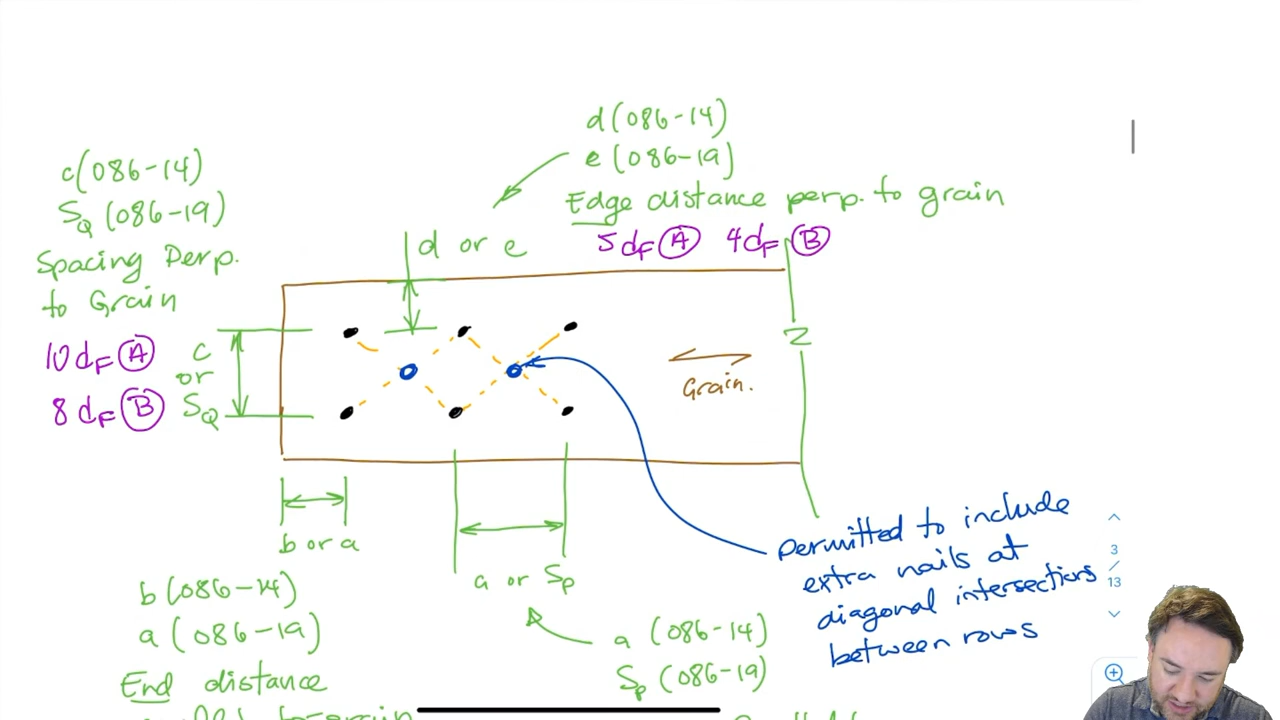 d(086-14)
e(086-19)
Edge distance perp. to grain
5dF A 4dF B
c(086-14)
SQ (086-19)
Spacing Perp.
to Grain
10dF A
8dF B
d or e
c
or
SQ
Grain.
b or a
a or Sp
permitted to include
extra nails at
diagonal intersections
between rows
3
/
13
b(086-14)
a(086-19)
End distance
a (086-14)
Sp (086-19)